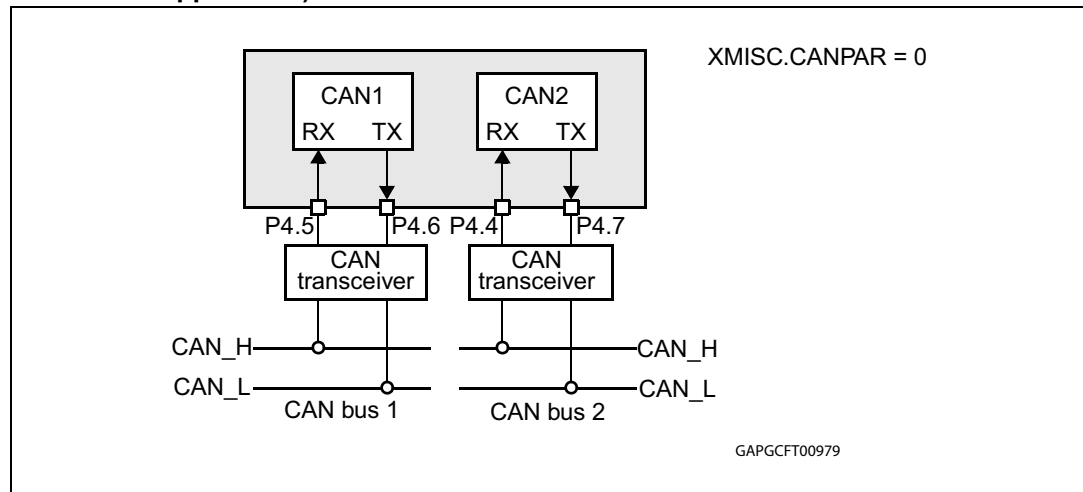 XMISC.CANPAR = 0
CAN1 CAN2
RX TX RX TX
P4.5 P4.6 P4.4 P4.7
CAN transceiver CAN transceiver
CAN_H CAN_H
CAN_L CAN_L
CAN bus 1 CAN bus 2
GAPGCFT00979